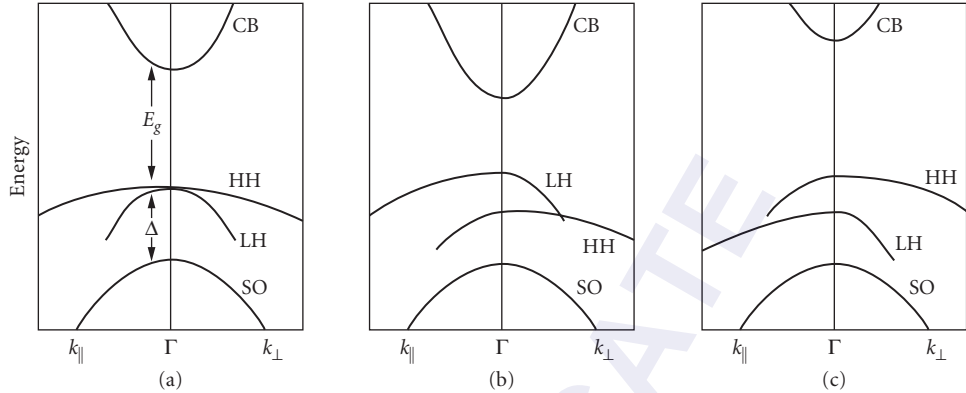 Energy
CB
E_g
HH
Δ
LH
SO
k_∥
Γ
k_⊥
(a)
CB
LH
HH
SO
k_∥
Γ
k_⊥
(b)
CB
HH
LH
SO
k_∥
Γ
k_⊥
(c)